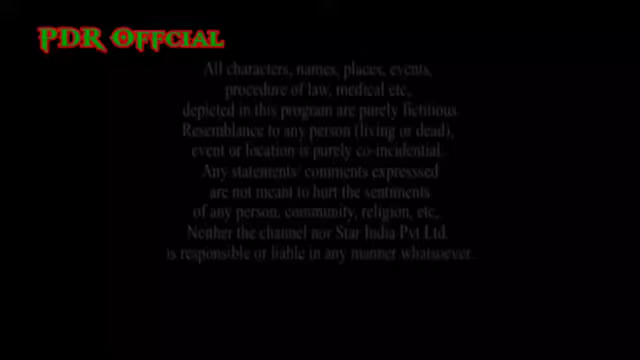 PDR Offcial
All characters, names, places, events,
procedure of law, medical etc,
depicted in this program are purely fictitious.
Resemblance to any person (living or dead),
event or location is purely co-incidental.
Any statements/ comments expresssed
are not meant to hurt the sentiments
of any person, community, religion, etc,
Neither the channel nor Star India Pvt Ltd.
is responsible or liable in any manner whatsoever.